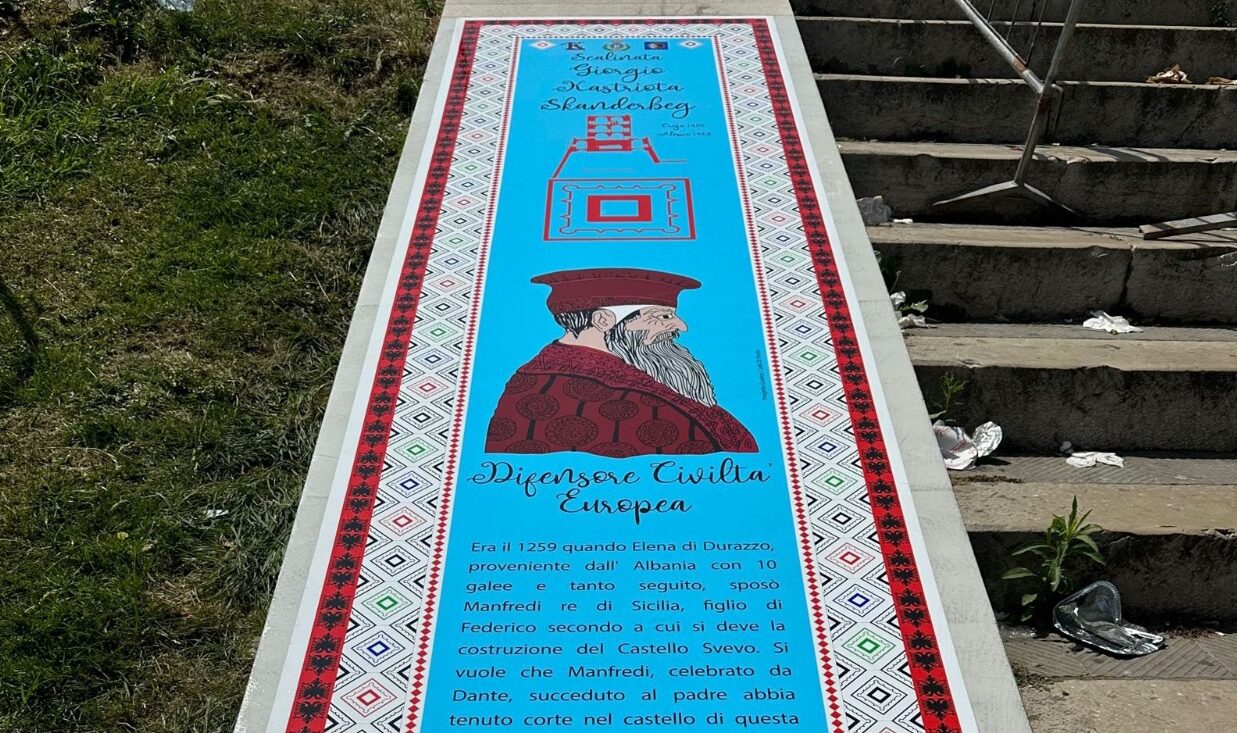 Scalinata
Giorgio
Kastriota
Skanderbeg
Difensore Civilta'
Europea
Era il 1259 quando Elena di Durazzo,
proveniente dall' Albania con 10
galee e tanto seguito, sposò
Manfredi re di Sicilia, figlio di
Federico secondo a cui si deve la
costruzione del Castello Svevo. Si
vuole che Manfredi, celebrato da
Dante, succeduto al padre abbia
tenuto corte nel castello di questa